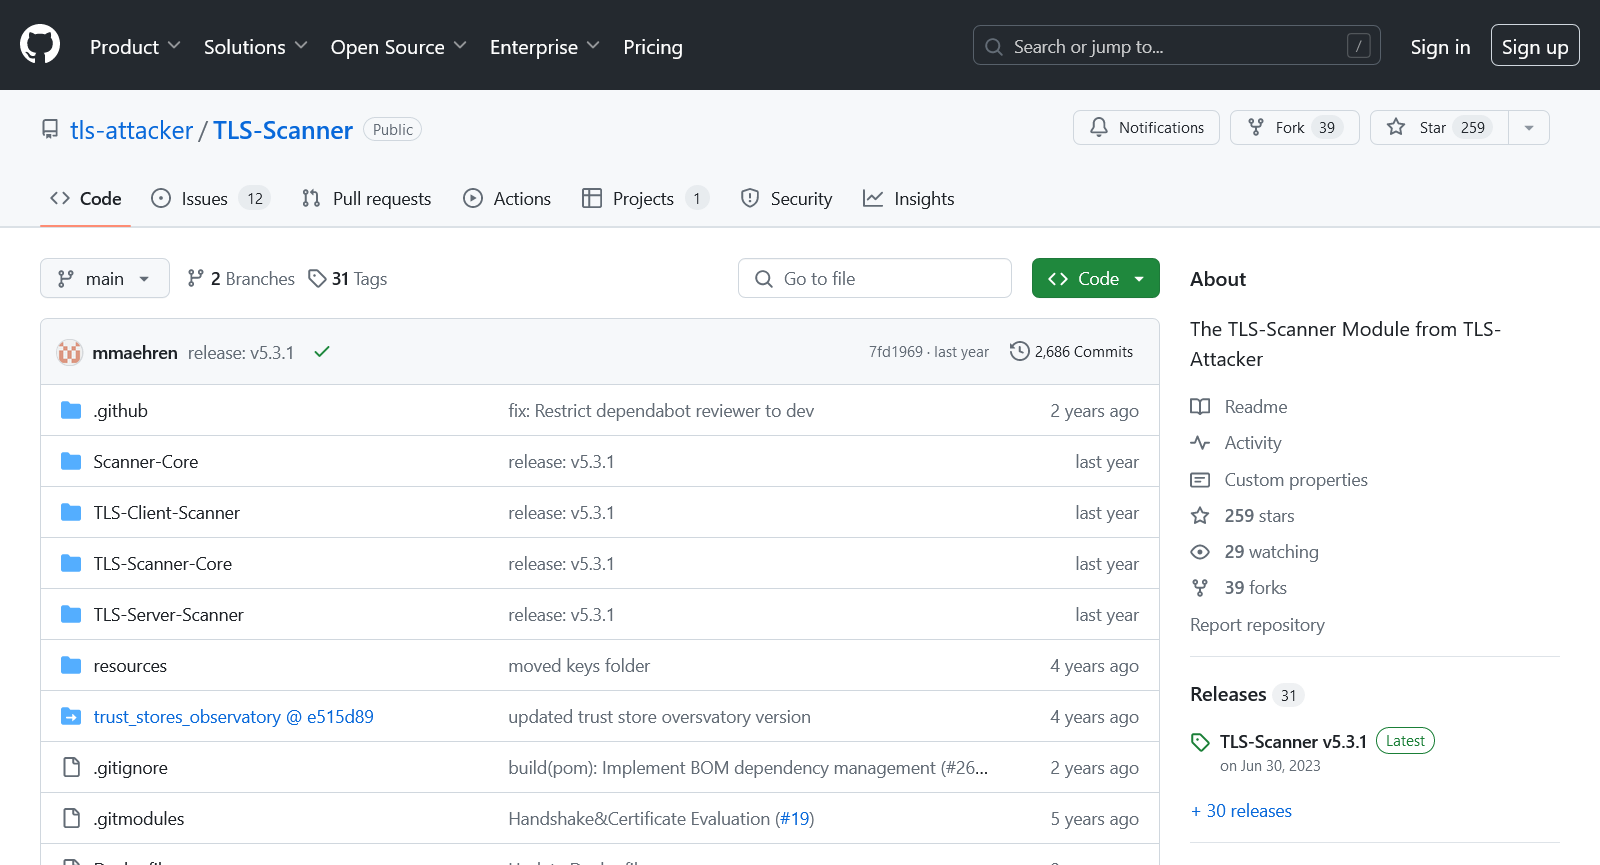 Product Solutions Open Source Enterprise Pricing Search or jump to... / Sign in Sign up
tls-attacker / TLS-Scanner Public Notifications Fork 39 Star 259
Code Issues 12 Pull requests Actions Projects 1 Security Insights
main 2 Branches 31 Tags Go to file Code
mmaehren release: v5.3.1 7fd1969 · last year 2,686 Commits
.github fix: Restrict dependabot reviewer to dev 2 years ago
Scanner-Core release: v5.3.1 last year
TLS-Client-Scanner release: v5.3.1 last year
TLS-Scanner-Core release: v5.3.1 last year
TLS-Server-Scanner release: v5.3.1 last year
resources moved keys folder 4 years ago
trust_stores_observatory @ e515d89 updated trust store oversvatory version 4 years ago
.gitignore build(pom): Implement BOM dependency management (#26... 2 years ago
.gitmodules Handshake&Certificate Evaluation (#19) 5 years ago
About
The TLS-Scanner Module from TLS-
Attacker
Readme
Activity
Custom properties
259 stars
29 watching
39 forks
Report repository
Releases 31
TLS-Scanner v5.3.1 Latest
on Jun 30, 2023
+ 30 releases